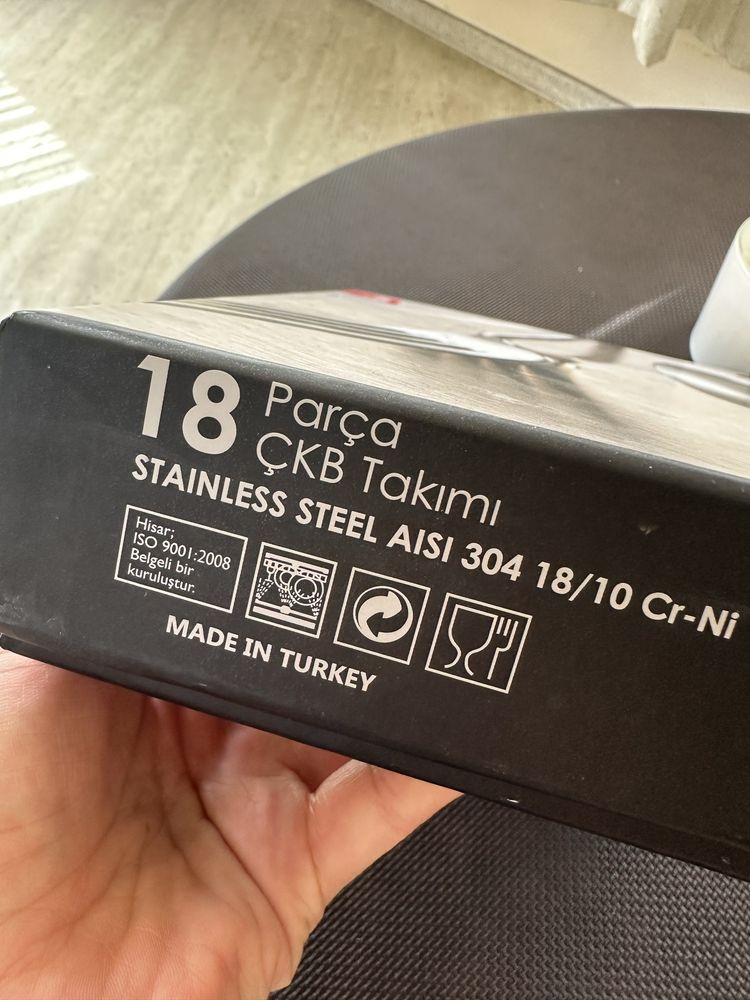 18 Parça
ÇKB Takımı
STAINLESS STEEL AISI 304 18/10 Cr-Ni
Hisar;
ISO 9001:2008
Belgeli bir
kuruluştur.
MADE IN TURKEY